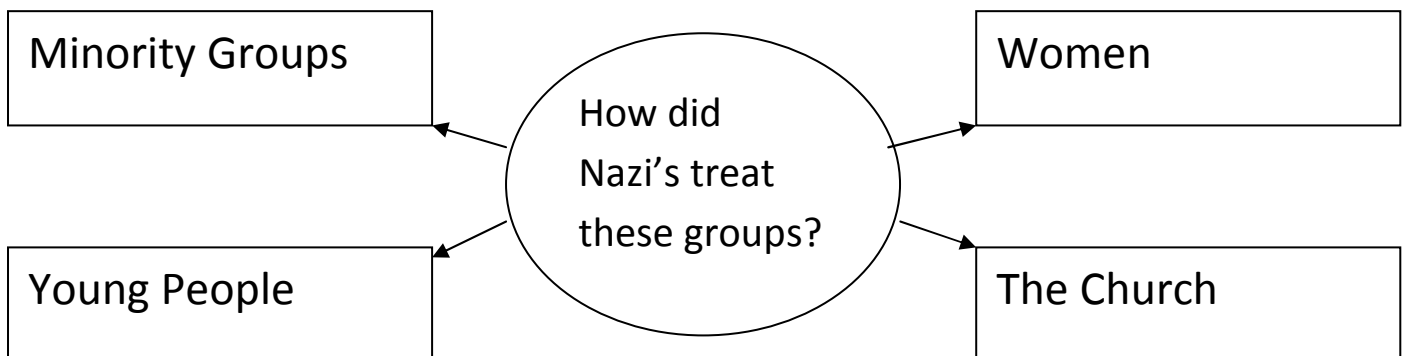 Minority Groups
Women
How did
Nazi's treat
these groups?
Young People
The Church